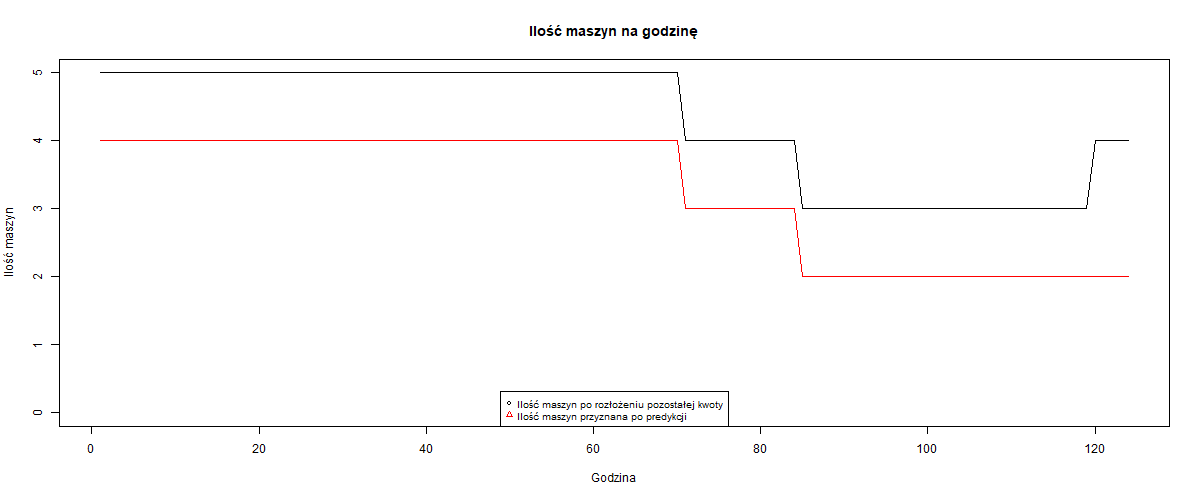 Ilość maszyn na godzinę
Ilość maszyn
5
4
3
2
1
0
Ilość maszyn po rozłożeniu pozostałej kwoty
Ilość maszyn przyznana po predykcji
0 20 40 60 80 100 120
Godzina